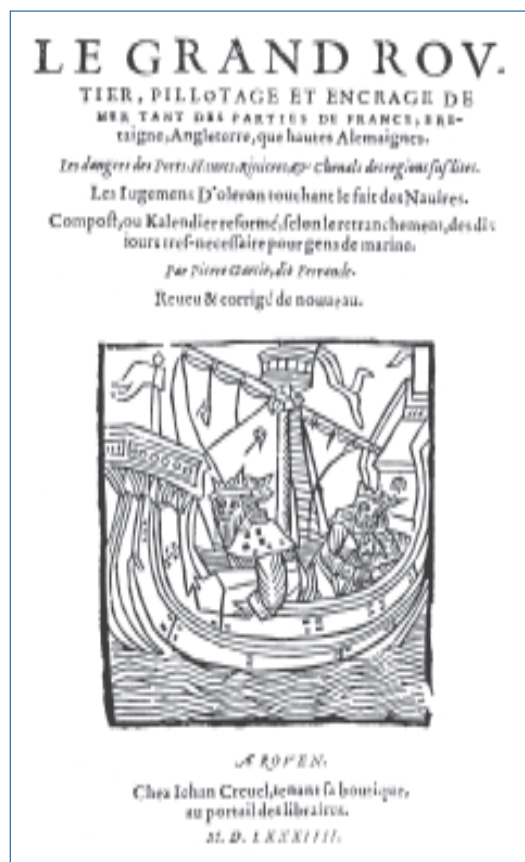 LE GRAND ROV.
TIER, PILLOTAGE ET ENCRAGE DE
MER TANT DES PARTIES DE FRANCE, BRE-
taigne, Angleterre, que hautes Alemaignes.
Les dangers des Ports, Haures, Riuieres, & Chenals des regions suſdites.
Les Iugemens D'oleron touchant le fait des Nauires.
Compoſt, ou Kalendier reformé, ſelon le retranchement, des dix
iours treſ-neceſſaire pour gens de marine.
Par Pierre Garcie, dit Ferrande.
Reueu & corrigé de nouueau.
A ROVEN.
Chez Iehan Creuel, tenant ſa boutique,
au portail des libraires.
M. D. LXXXIIII.